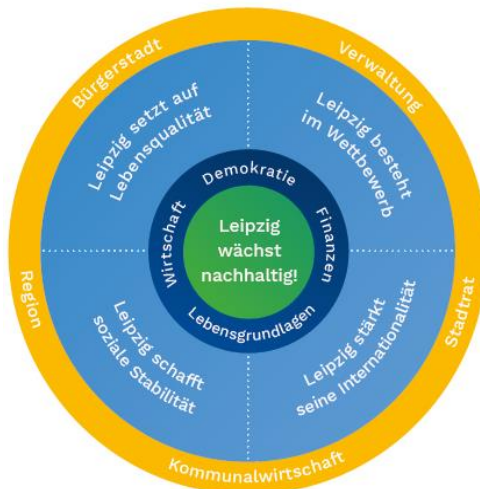 Bürgerstadt
Verwaltung
Leipzig setzt auf
Lebensqualität
Leipzig besteht
im Wettbewerb
Demokratie
Wirtschaft
Finanzen
Leipzig
wächst
nachhaltig!
Lebensgrundlagen
Region
Stadtrat
Leipzig schafft
soziale Stabilität
Leipzig stärkt
seine Internationalität
Kommunalwirtschaft